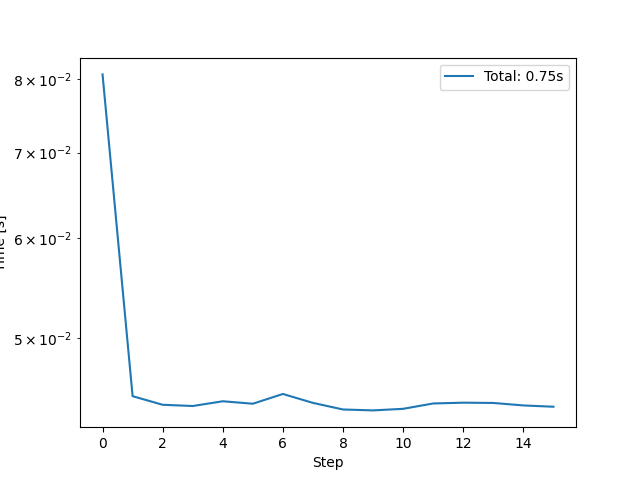 Total: 0.75s
8 × 10⁻²
7 × 10⁻²
6 × 10⁻²
5 × 10⁻²
[s]
0 2 4 6 8 10 12 14
Step